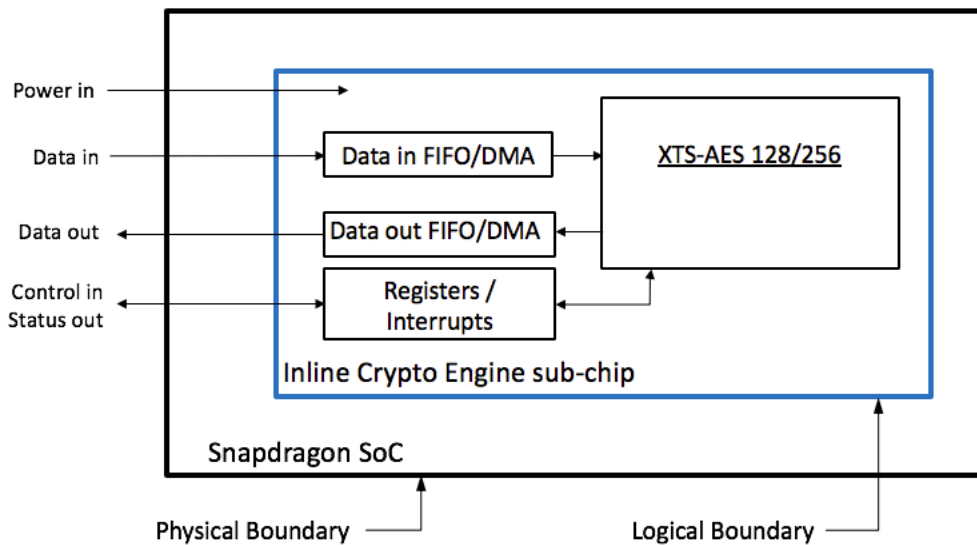 Power in
Data in
Data in FIFO/DMA
XTS-AES 128/256
Data out
Data out FIFO/DMA
Control in
Status out
Registers /
Interrupts
Inline Crypto Engine sub-chip
Snapdragon SoC
Physical Boundary
Logical Boundary